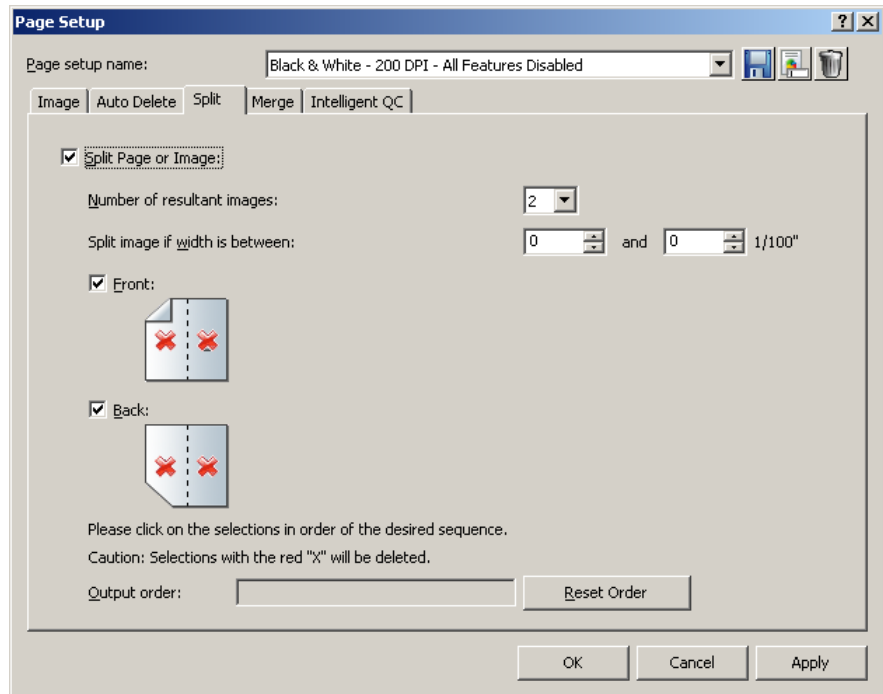 Page Setup
Page setup name: Black & White - 200 DPI - All Features Disabled
Image Auto Delete Split Merge Intelligent QC
Split Page or Image:
Number of resultant images: 2
Split image if width is between: 0 and 0 1/100"
Front:
Back:
Please click on the selections in order of the desired sequence.
Caution: Selections with the red "X" will be deleted.
Output order: Reset Order
OK Cancel Apply